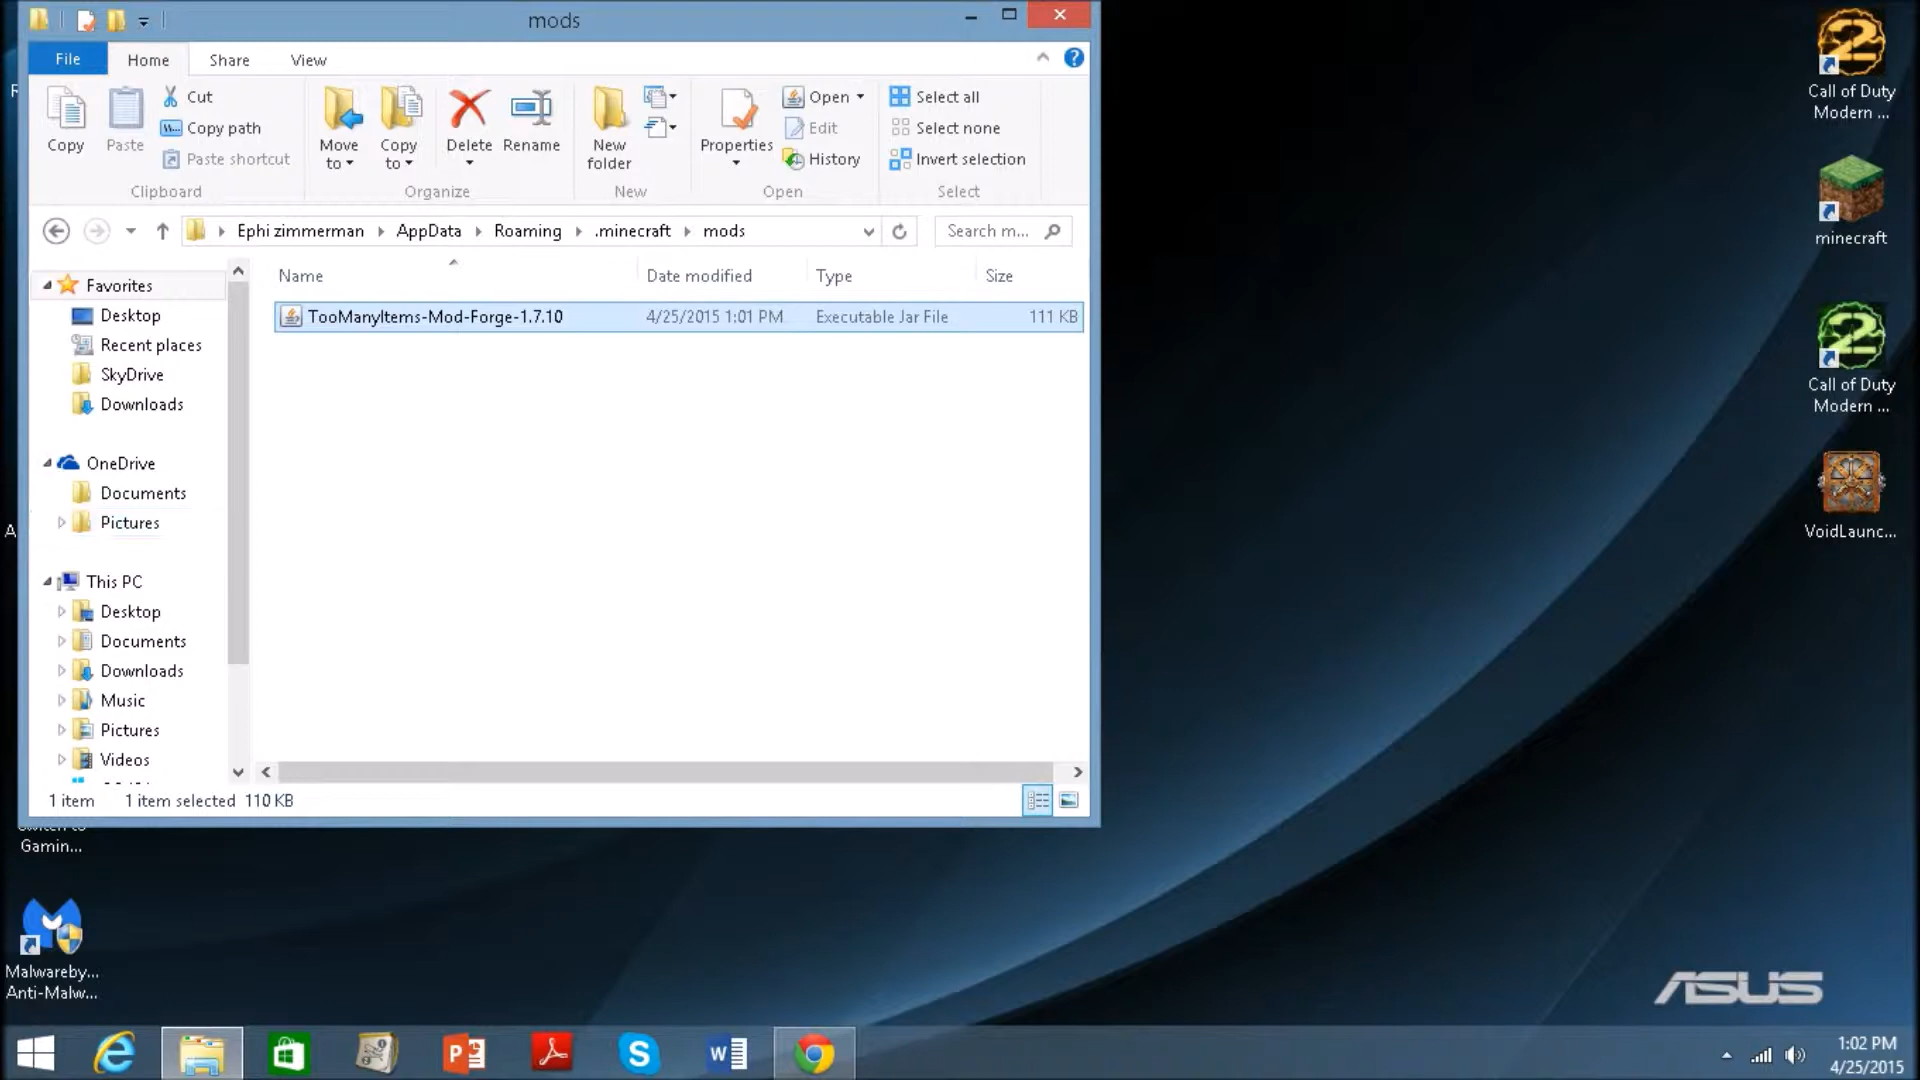 mods
File Home Share View
Copy
Paste
Cut
Copy path
Paste shortcut
Clipboard
Move to
Copy to
Delete
Rename
Organize
New folder
New
Properties
Open
Edit
History
Open
Select all
Select none
Invert selection
Select
Ephi zimmerman AppData Roaming .minecraft mods
Search m...
Name Date modified Type Size
TooManyItems-Mod-Forge-1.7.10 4/25/2015 1:01 PM Executable Jar File 111 KB
Favorites
Desktop
Recent places
SkyDrive
Downloads
OneDrive
Documents
Pictures
This PC
Desktop
Documents
Downloads
Music
Pictures
Videos
1 item 1 item selected 110 KB
Call of Duty
Modern ...
minecraft
Call of Duty
Modern ...
VoidLaunc...
Gamin...
Malwareby...
Anti-Malw...
ASUS
1:02 PM
4/25/2015